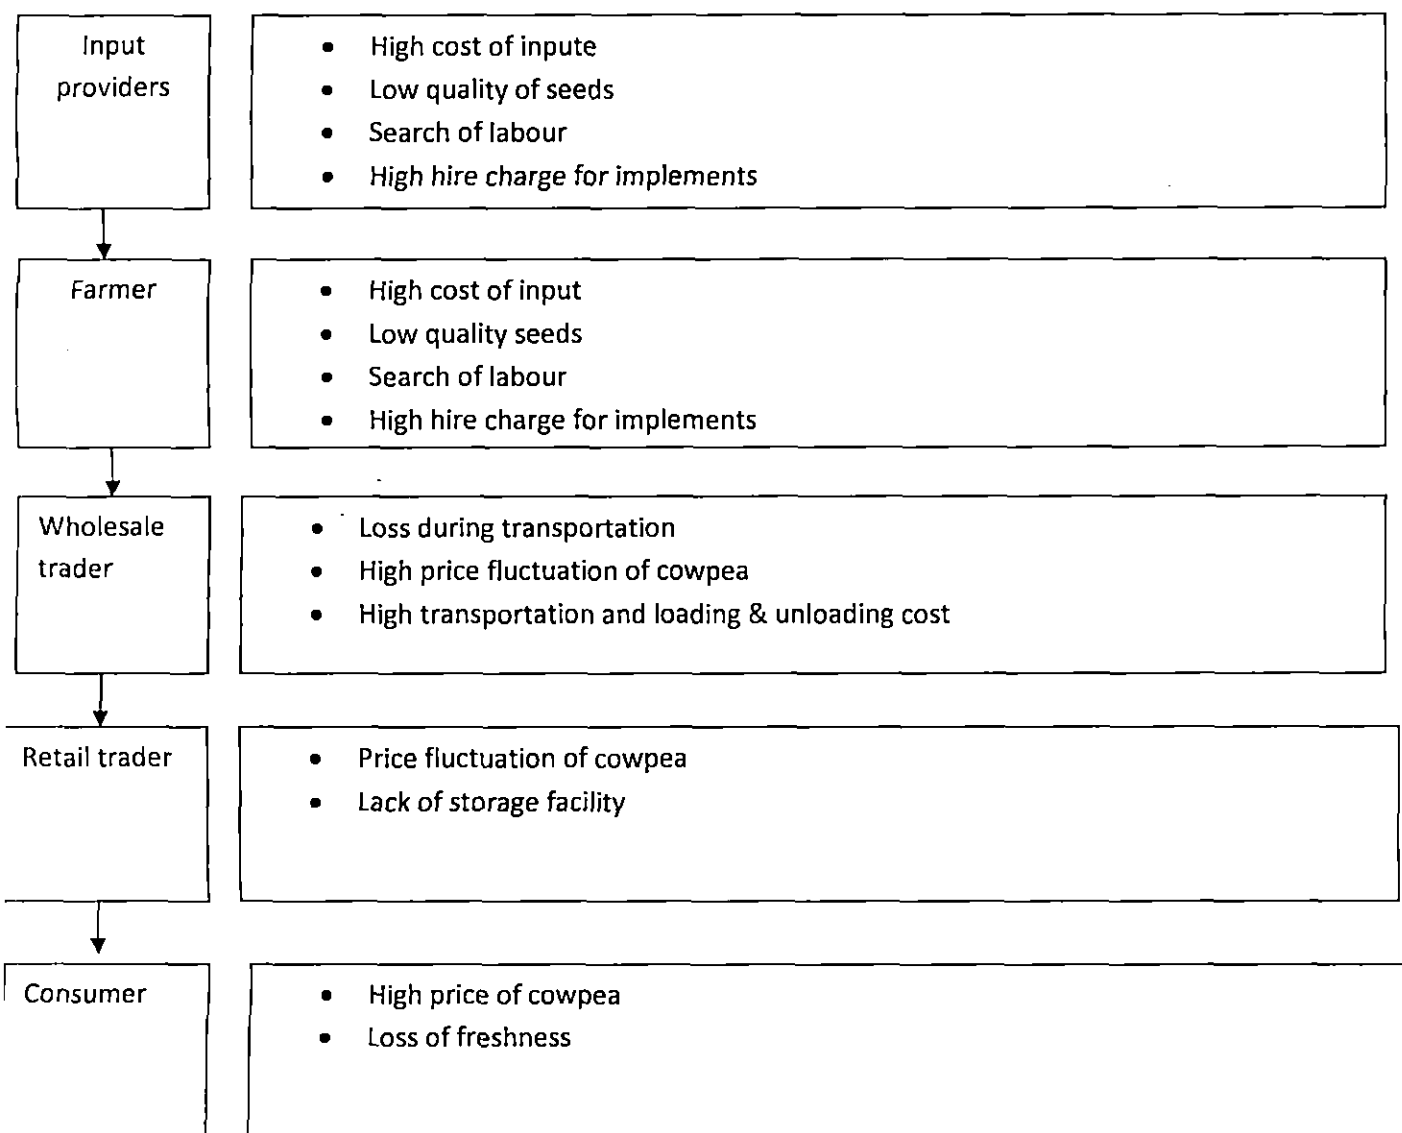 Input
providers
• High cost of inpute
• Low quality of seeds
• Search of labour
• High hire charge for implements
Farmer
• High cost of input
• Low quality seeds
• Search of labour
• High hire charge for implements
Wholesale
trader
• Loss during transportation
• High price fluctuation of cowpea
• High transportation and loading & unloading cost
Retail trader
• Price fluctuation of cowpea
• Lack of storage facility
Consumer
• High price of cowpea
• Loss of freshness